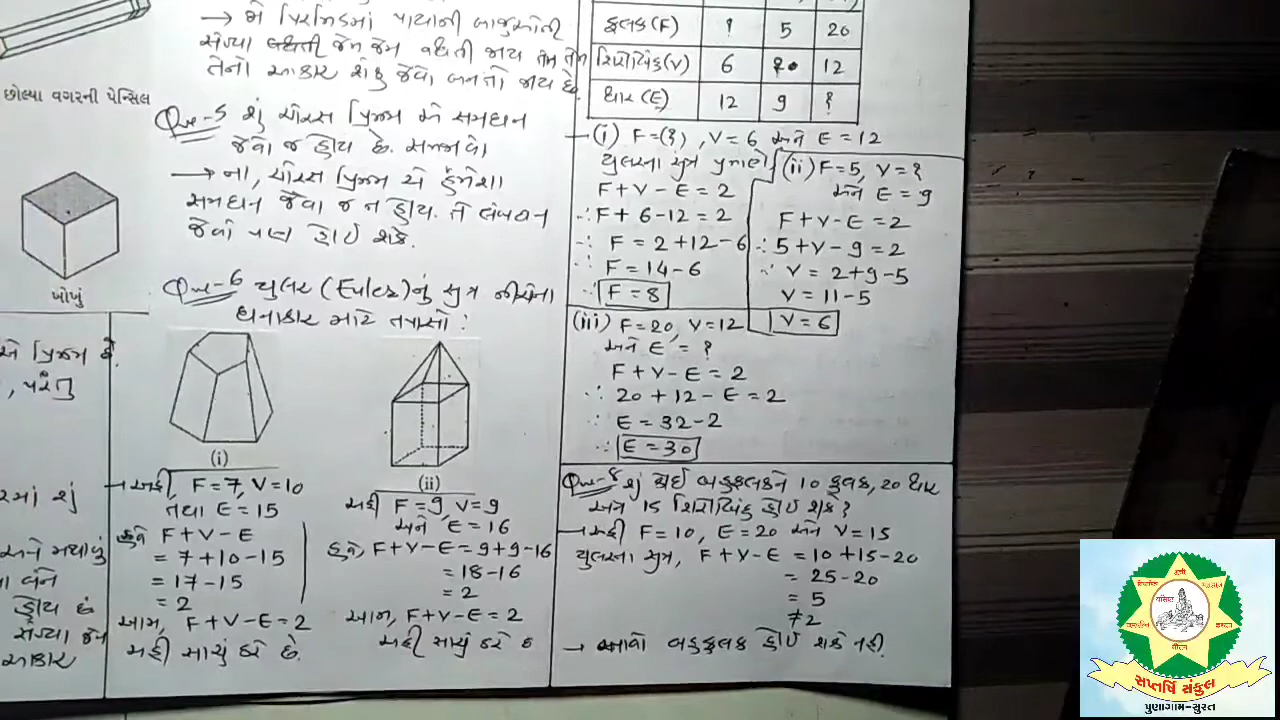 → જે પિરામિડમાં પાયાની બાજુઓની
સંખ્યા જેમ જેમ વધતી જાય તેમ તેમ
તેનો આકાર શંકુ જેવો બનતો જાય છે.
છોલ્યા વગરની પેન્સિલ
Que-5 શું ચોરસ પ્રિઝમ એ સમઘન
જેવો જ હોય છે. સમજાવો
→ ના, ચોરસ પ્રિઝમ એ હંમેશા
સમઘન જેવા જ ન હોય. તે લંબઘન
જેવો પણ હોઈ શકે.
ખોખું
Que-6 યુલર (Euler)નું સુત્ર નીચેના
ઘનાકાર માટે તપાસો :
એ પ્રિઝમ છે.
, પરંતુ
(i)
(ii)
→ અહીં, F=7, V=10
તથા E=15
હવે F+V-E
= 7+10-15
= 17-15
= 2
આમ, F+V-E=2
અહીં સાચું ઠરે છે.
અહીં F=9, V=9
અને E=16
હવે, F+V-E = 9+9-16
= 18-16
= 2
આમ, F+V-E=2
અહીં સાચું ઠરે છે
ફલક(F) ? 5 20
શિરોબિંદુ(V) 6 ? 12
ધાર(E) 12 9 ?
→ (i) F=(?), V=6 અને E=12
યુલરના સુત્ર પ્રમાણે
F+V-E=2
∴ F+6-12=2
∴ F=2+12-6
∴ F=14-6
∴ F=8
(ii) F=5, V=?
અને E=9
F+V-E=2
∴ 5+V-9=2
∴ V=2+9-5
V=11-5
V=6
(iii) F=20, V=12
અને E=?
F+V-E=2
∴ 20+12-E=2
∴ E=32-2
∴ E=30
Que-8 શું કોઈ બહુફલકને 10 ફલક, 20 ધાર
અને 15 શિરોબિંદુ હોઈ શકે?
→ અહીં F=10, E=20 અને V=15
યુલરના સુત્ર, F+V-E = 10+15-20
= 25-20
= 5
≠2
→ આવો બહુફલક હોઈ શકે નહી.
સપ્તર્ષિ સંકુલ
પુણાગામ-સુરત